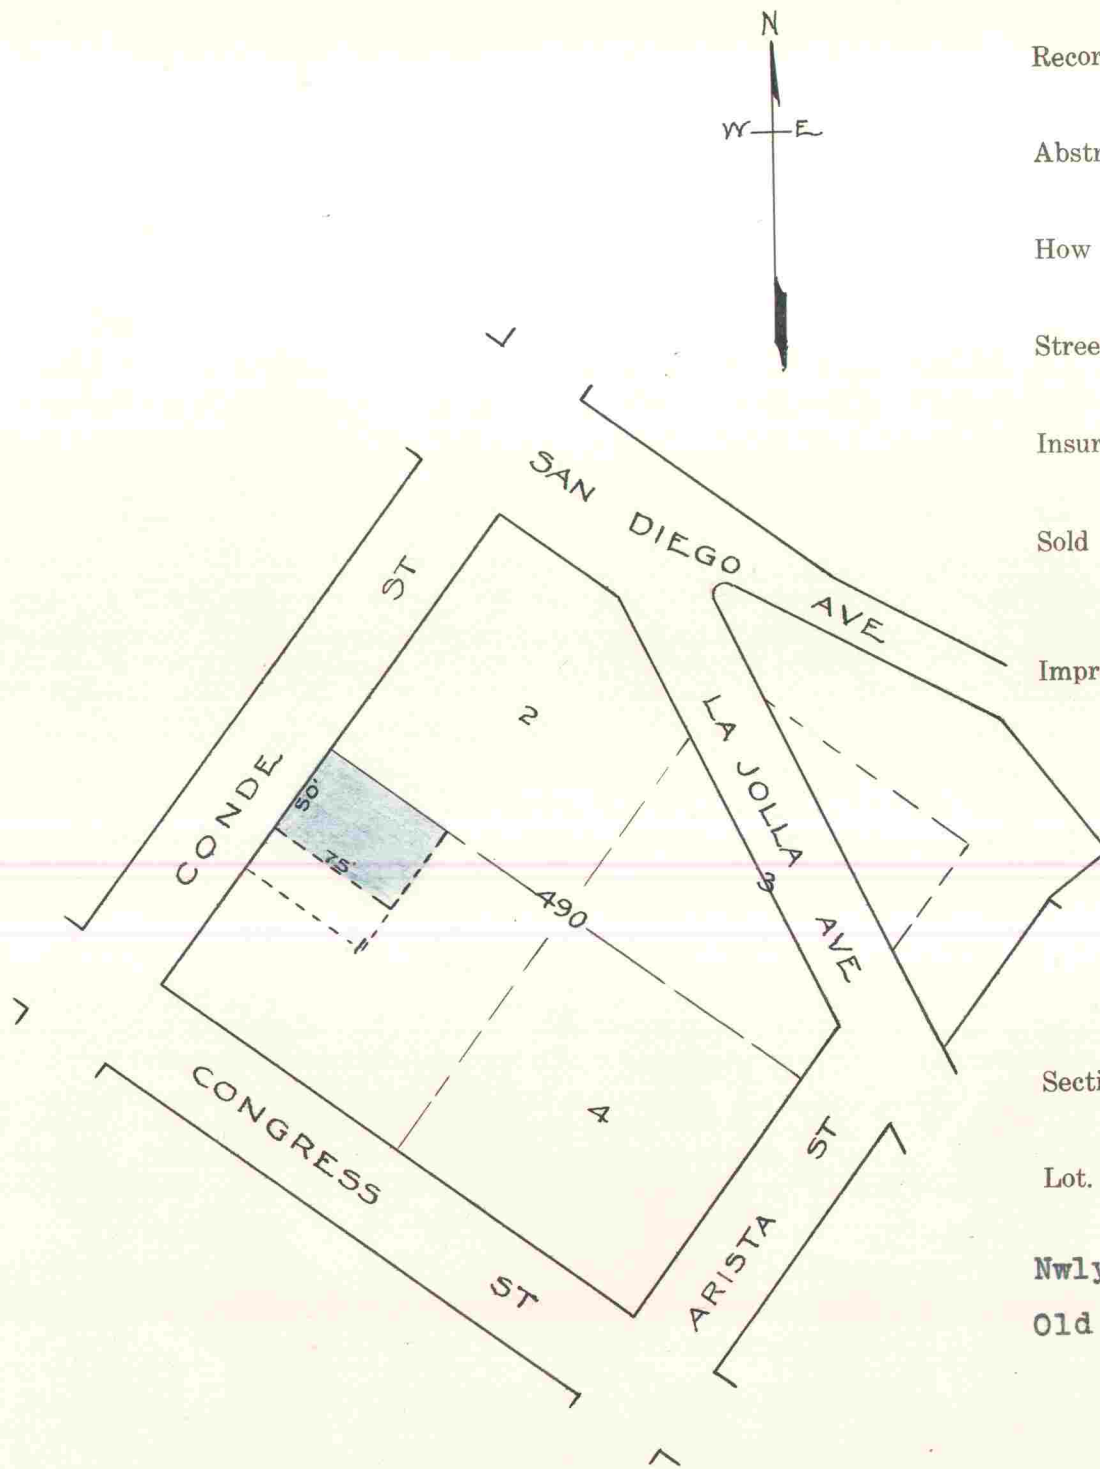 N
W E
SAN DIEGO AVE
CONDE ST
2
LA JOLLA AVE
3
50'
75'
490
4
CONGRESS ST
ARISTA ST
Recor
Abstr
How
Stree
Insur
Sold
Impr
Secti
Lot.
Nwly
Old